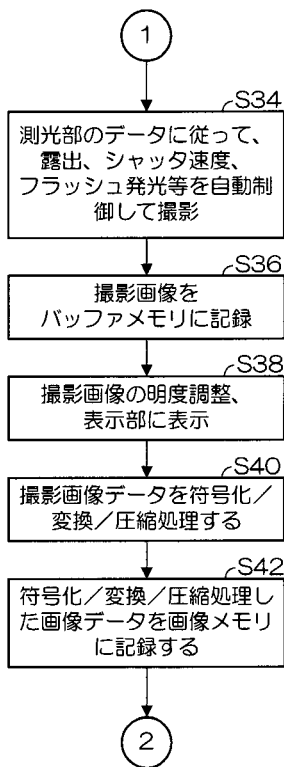 1
S34
測光部のデータに従って、
露出、シャッタ速度、
フラッシュ発光等を自動制
御して撮影
S36
撮影画像を
バッファメモリに記録
S38
撮影画像の明度調整、
表示部に表示
S40
撮影画像データを符号化／
変換／圧縮処理する
S42
符号化／変換／圧縮処理し
た画像データを画像メモリ
に記録する
2